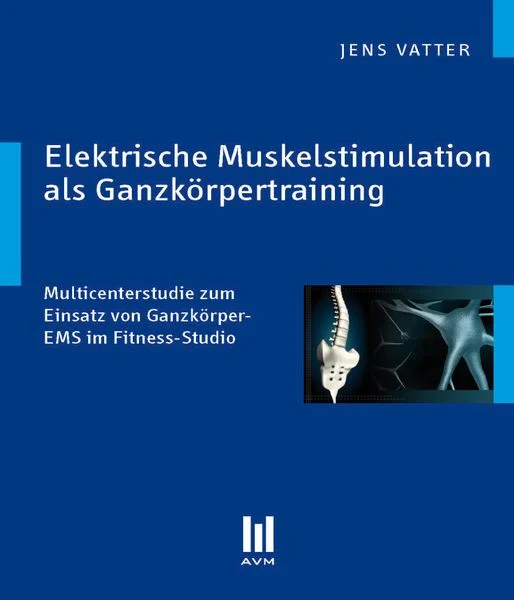 JENS VATTER
Elektrische Muskelstimulation
als Ganzkörpertraining
Multicenterstudie zum
Einsatz von Ganzkörper-
EMS im Fitness-Studio
AVM